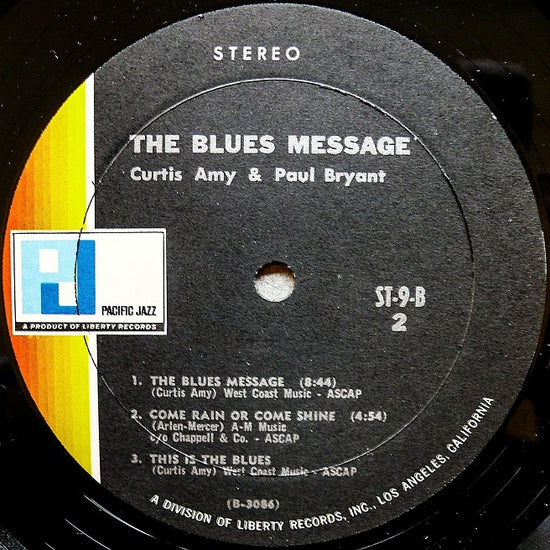 STEREO
THE BLUES MESSAGE
Curtis Amy & Paul Bryant
PJ
PACIFIC JAZZ
A PRODUCT OF LIBERTY RECORDS
ST-9-B
2
1. THE BLUES MESSAGE (8:44)
(Curtis Amy) West Coast Music - ASCAP
2. COME RAIN OR COME SHINE (4:54)
(Arlen-Mercer) A-M Music
c/o Chappell & Co. - ASCAP
3. THIS IS THE BLUES
(Curtis Amy) West Coast Music - ASCAP
(B-3086)
A DIVISION OF LIBERTY RECORDS, INC., LOS ANGELES, CALIFORNIA